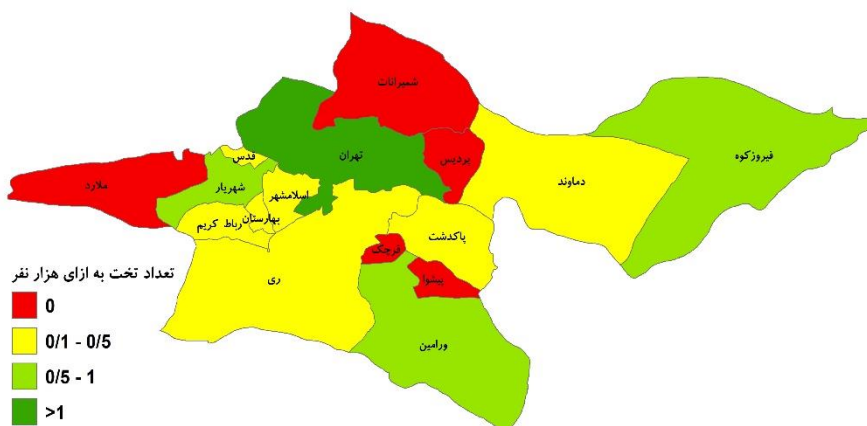 شمیرانات
تهران
پردیس
دماوند
فیروزکوه
قدس
ملارد
شهریار
اسلامشهر
بهارستان
رباط کریم
پاکدشت
قرچک
پیشوا
ری
ورامین
تعداد تخت به ازای هزار نفر
0
0/1 - 0/5
0/5 - 1
>1